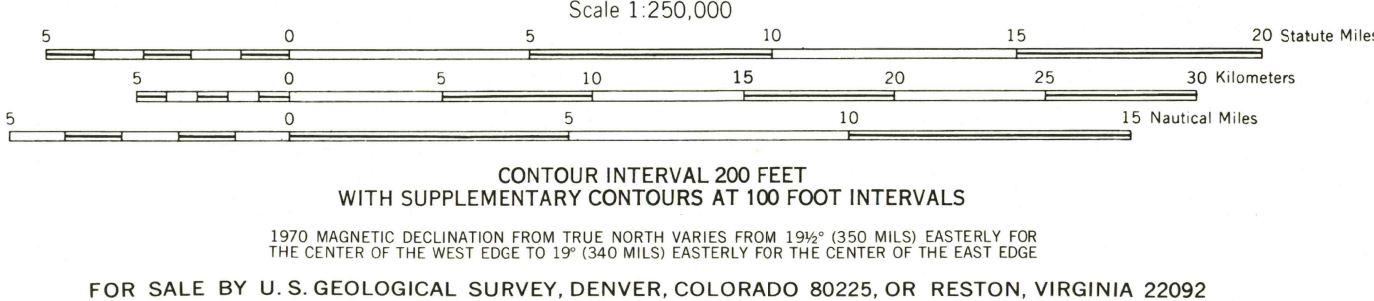 Scale 1:250,000
5 0 5 10 15 20 Statute Miles
5 0 5 10 15 20 25 30 Kilometers
5 0 5 10 15 Nautical Miles
CONTOUR INTERVAL 200 FEET
WITH SUPPLEMENTARY CONTOURS AT 100 FOOT INTERVALS
1970 MAGNETIC DECLINATION FROM TRUE NORTH VARIES FROM 19½° (350 MILS) EASTERLY FOR
THE CENTER OF THE WEST EDGE TO 19° (340 MILS) EASTERLY FOR THE CENTER OF THE EAST EDGE
FOR SALE BY U. S. GEOLOGICAL SURVEY, DENVER, COLORADO 80225, OR RESTON, VIRGINIA 22092